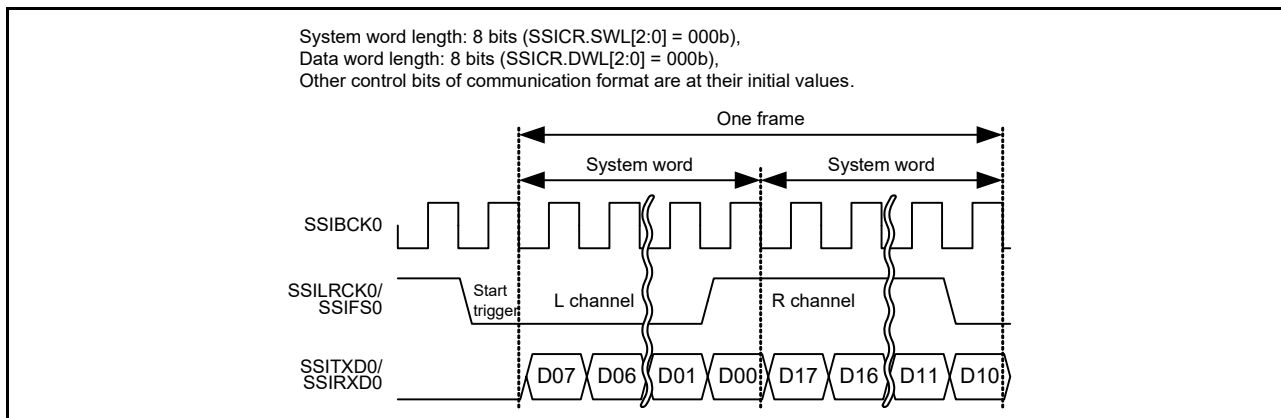 System word length: 8 bits (SSICR.SWL[2:0] = 000b),
Data word length: 8 bits (SSICR.DWL[2:0] = 000b),
Other control bits of communication format are at their initial values.
One frame
System word System word
SSIBCK0
SSILRCK0/
SSIFS0
Start
trigger
L channel
R channel
SSITXD0/
SSIRXD0
D07 D06 D01 D00 D17 D16 D11 D10